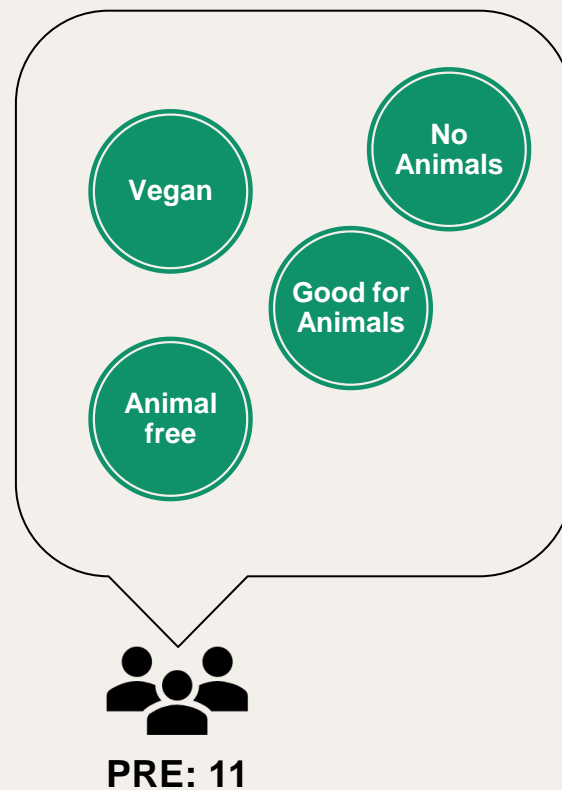 No
Animals
Vegan
Good for
Animals
Animal
free
PRE: 11